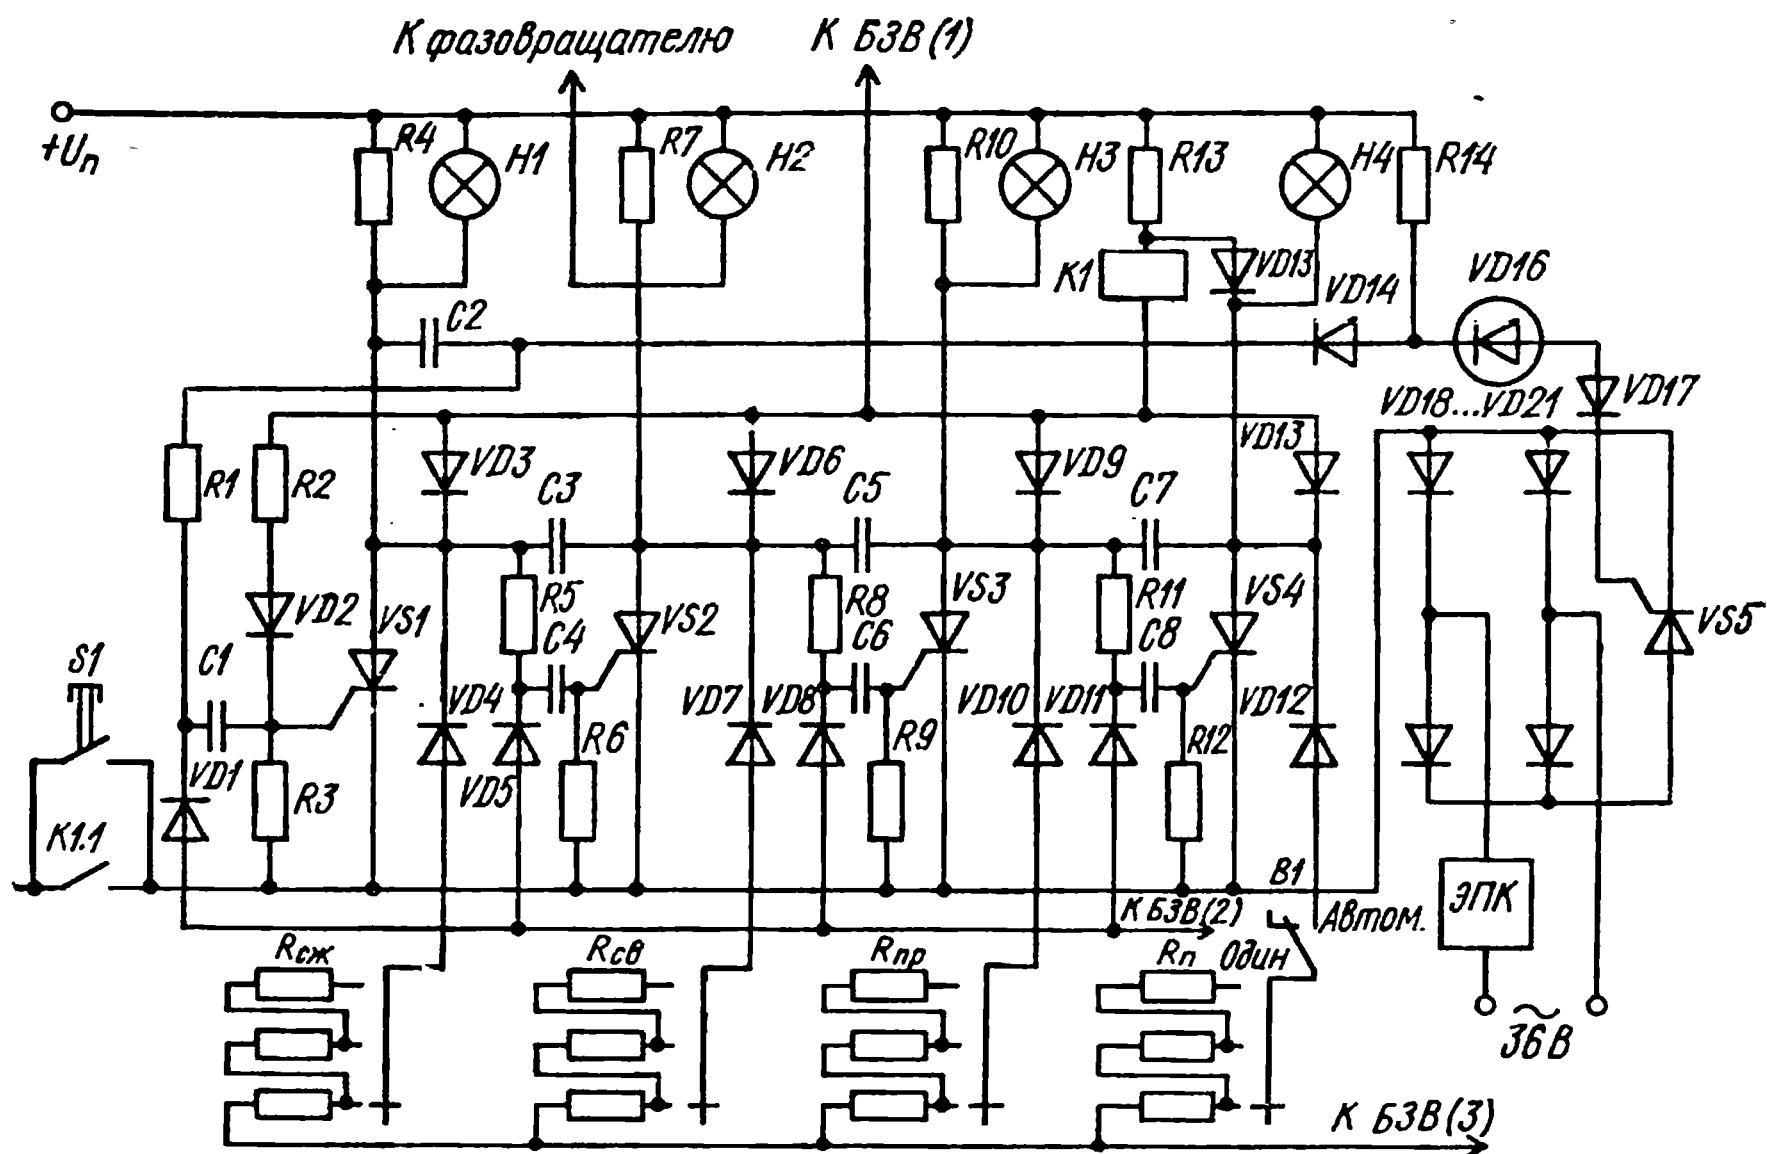 К фазовращателю
К БЗВ(1)
+Uп
R4
H1
R7
H2
R10
H3
R13
H4
R14
K1
VD13
VD14
VD16
C2
VD17
VD18...VD21
R1
R2
VD3
C3
VD6
C5
VD9
C7
VD13
VD2
VS1
R5
C4
VS2
R8
C6
VS3
R11
C8
VS4
VS5
S1
C1
VD4
VD7
VD8
VD10
VD11
VD12
K1.1
VD1
R3
VD5
R6
R9
R12
В1
К БЗВ(2)
Автом.
ЭПК
Rсж
Rсв
Rпр
Rп
Один
36 В
К БЗВ(3)